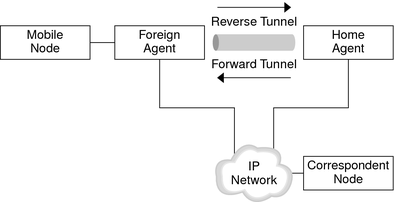 Reverse Tunnel
Mobile
Node
Foreign
Agent
Home
Agent
Forward Tunnel
IP
Network
Correspondent
Node